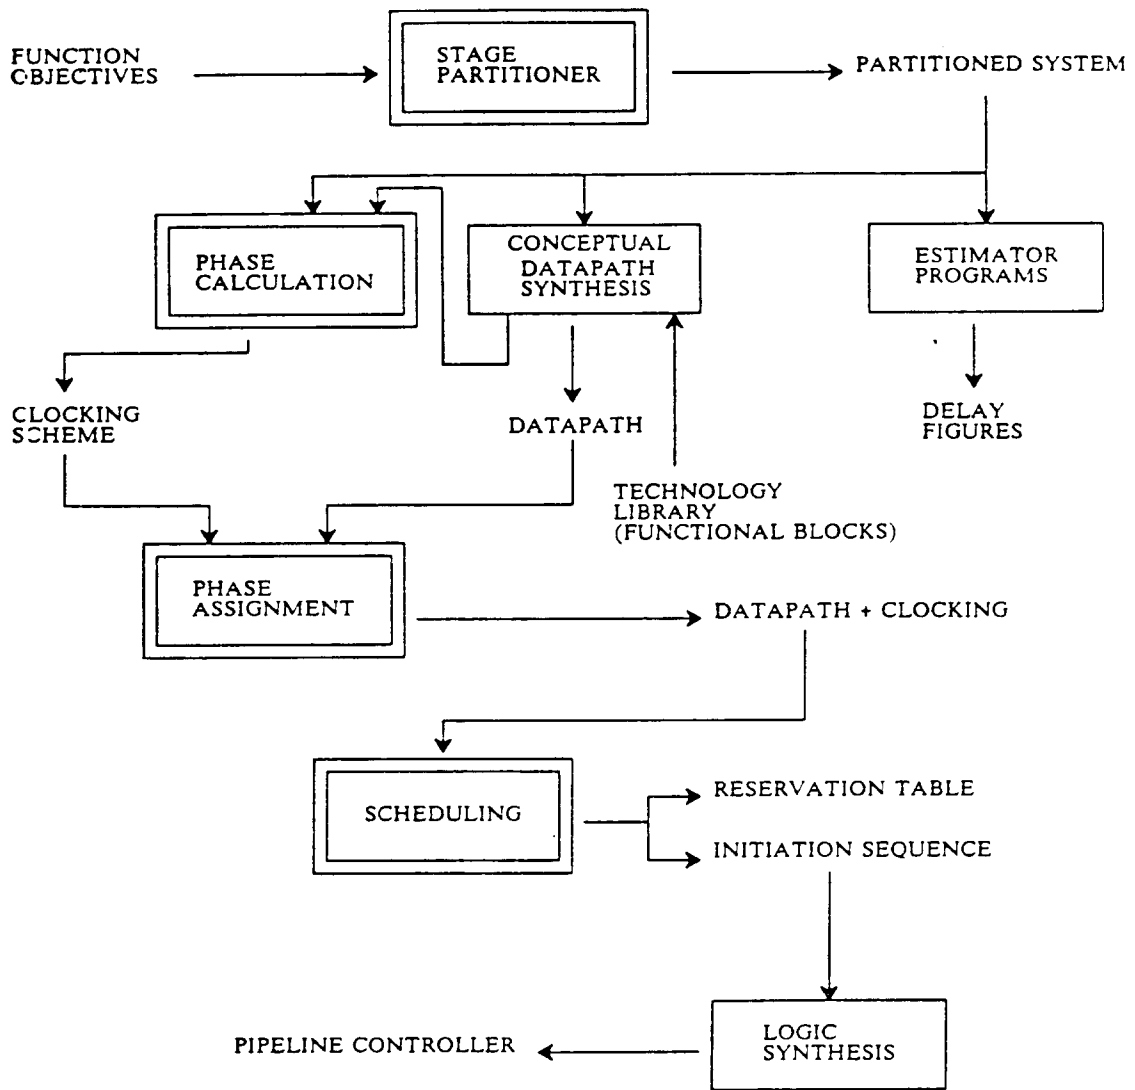 FUNCTION
OBJECTIVES
STAGE
PARTITIONER
PARTITIONED SYSTEM
PHASE
CALCULATION
CONCEPTUAL
DATAPATH
SYNTHESIS
ESTIMATOR
PROGRAMS
CLOCKING
SCHEME
DATAPATH
DELAY
FIGURES
TECHNOLOGY
LIBRARY
(FUNCTIONAL BLOCKS)
PHASE
ASSIGNMENT
DATAPATH + CLOCKING
SCHEDULING
RESERVATION TABLE
INITIATION SEQUENCE
LOGIC
SYNTHESIS
PIPELINE CONTROLLER